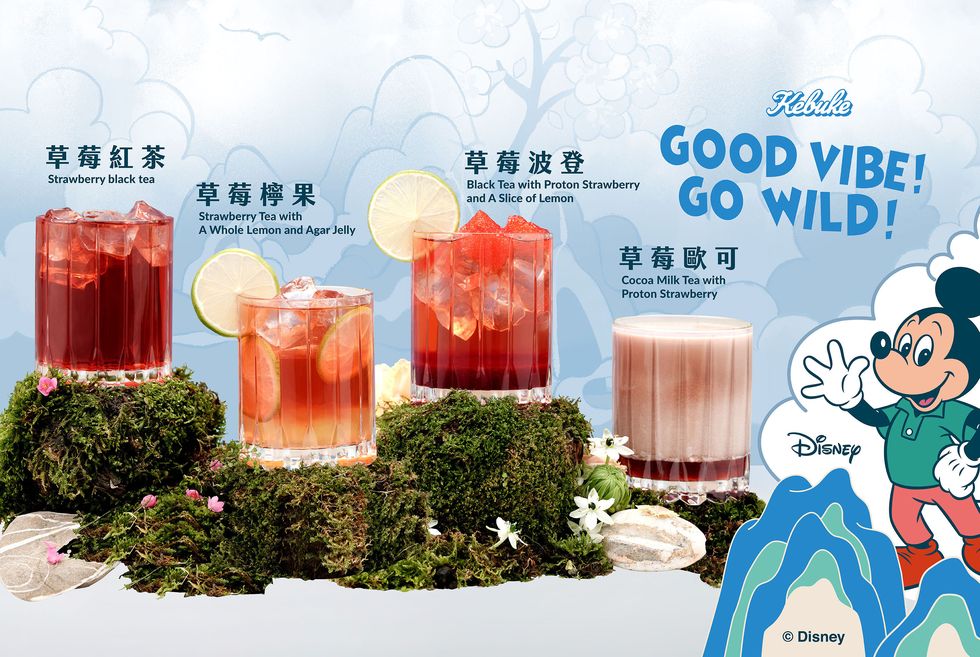 Kebuke
GOOD VIBE!
GO WILD!
草莓紅茶
Strawberry black tea
草莓檸果
Strawberry Tea with
A Whole Lemon and Agar Jelly
草莓波登
Black Tea with Proton Strawberry
and A Slice of Lemon
草莓歐可
Cocoa Milk Tea with
Proton Strawberry
Disney
© Disney